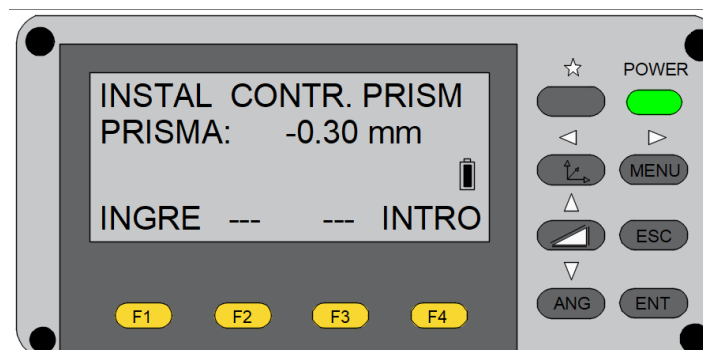 INSTAL CONTR. PRISM
PRISMA: -0.30 mm
INGRE --- --- INTRO
F1 F2 F3 F4
POWER
MENU
ESC
ANG ENT